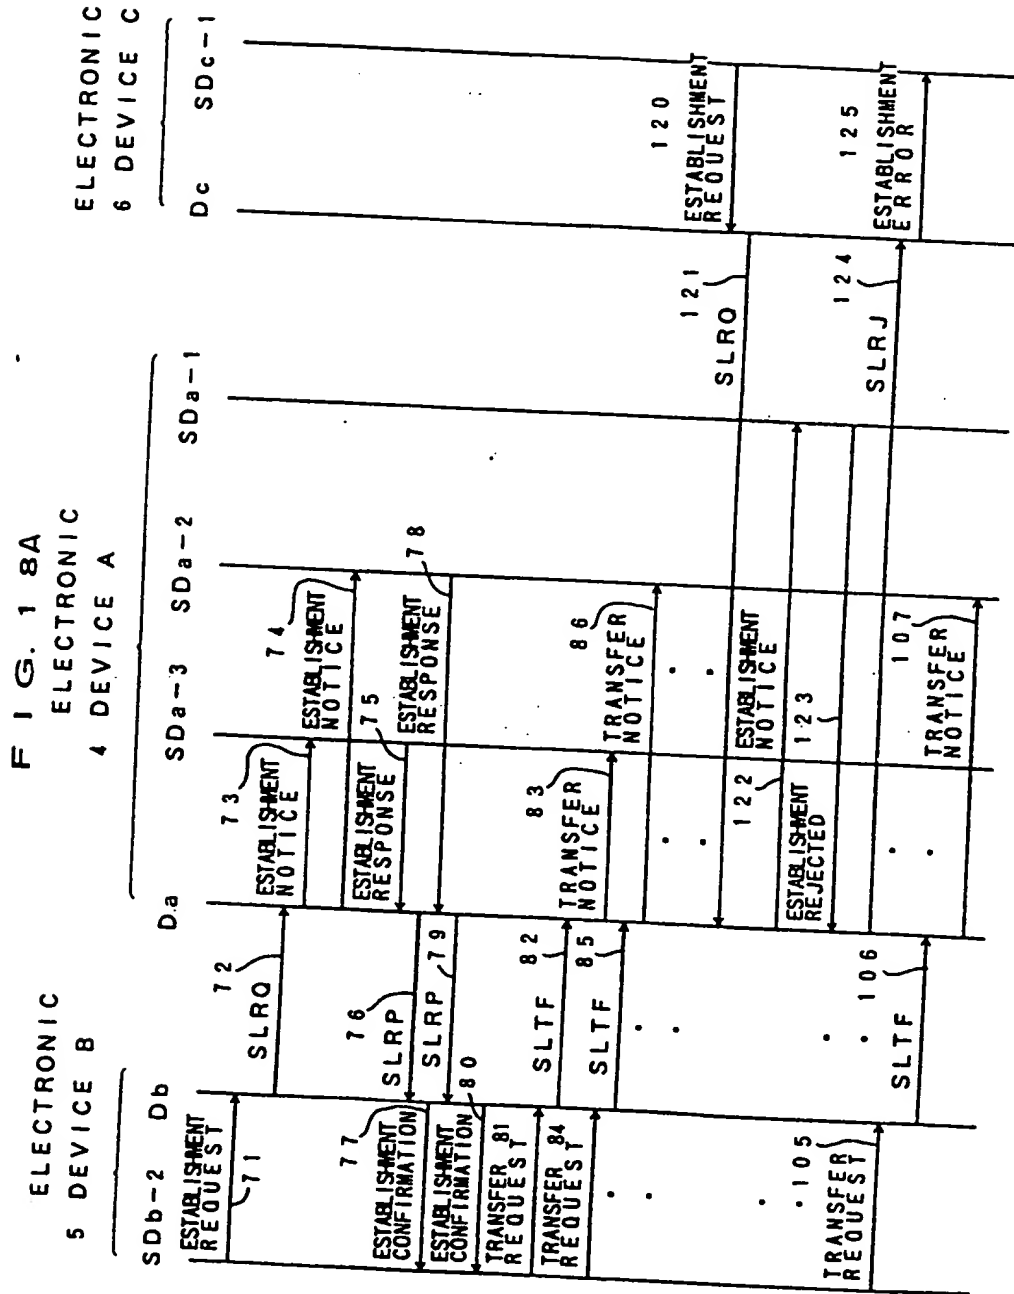 FIG. 18A
ELECTRONIC
5 DEVICE B
ELECTRONIC
4 DEVICE A
ELECTRONIC
6 DEVICE C
SDb-2
Db
Da
SDa-3
SDa-2
SDa-1
Dc
SDc-1
ESTABLISHMENT
REQUEST
71
SLRQ
72
ESTABLISHMENT
NOTICE
73
ESTABLISHMENT
NOTICE
74
ESTABLISHMENT
RESPONSE
75
SLRP
76
ESTABLISHMENT
CONFIRMATION
77
ESTABLISHMENT
RESPONSE
78
SLRP
79
ESTABLISHMENT
CONFIRMATION
80
TRANSFER
REQUEST
81
SLTF
82
TRANSFER
NOTICE
83
TRANSFER
REQUEST
84
SLTF
85
TRANSFER
NOTICE
86
ESTABLISHMENT
REQUEST
120
SLRQ
121
ESTABLISHMENT
NOTICE
122
ESTABLISHMENT
REJECTED
123
SLRJ
124
ESTABLISHMENT
ERROR
125
TRANSFER
REQUEST
105
SLTF
106
TRANSFER
NOTICE
107